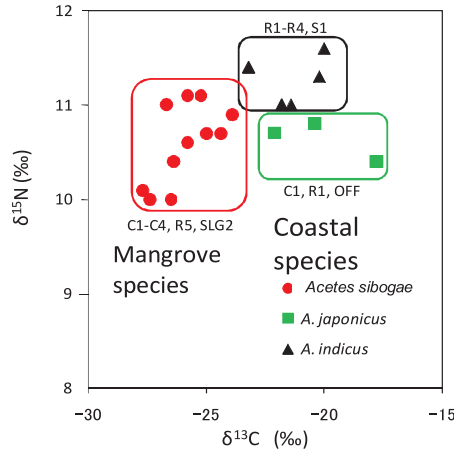 12
11
10
9
8
δ15N (‰)
R1-R4, S1
C1, R1, OFF
C1-C4, R5, SLG2
Mangrove
species
Coastal
species
Acetes sibogae
A. japonicus
A. indicus
−30
−25
−20
−15
δ13C (‰)